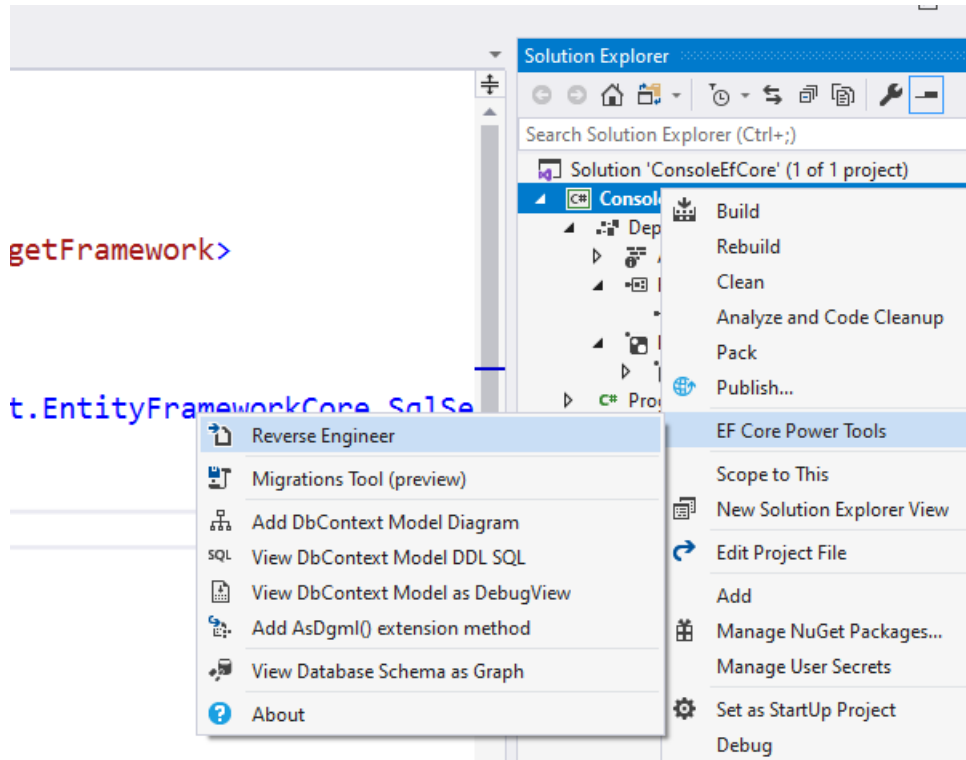 Solution Explorer
Search Solution Explorer (Ctrl+;)
Solution 'ConsoleEfCore' (1 of 1 project)
C# Consol
Dep
C# Prog
getFramework>
t.EntityFrameworkCore.SqlSe
Build
Rebuild
Clean
Analyze and Code Cleanup
Pack
Publish...
EF Core Power Tools
Scope to This
New Solution Explorer View
Edit Project File
Add
Manage NuGet Packages...
Manage User Secrets
Set as StartUp Project
Debug
Reverse Engineer
Migrations Tool (preview)
Add DbContext Model Diagram
SQL View DbContext Model DDL SQL
View DbContext Model as DebugView
Add AsDgml() extension method
View Database Schema as Graph
About